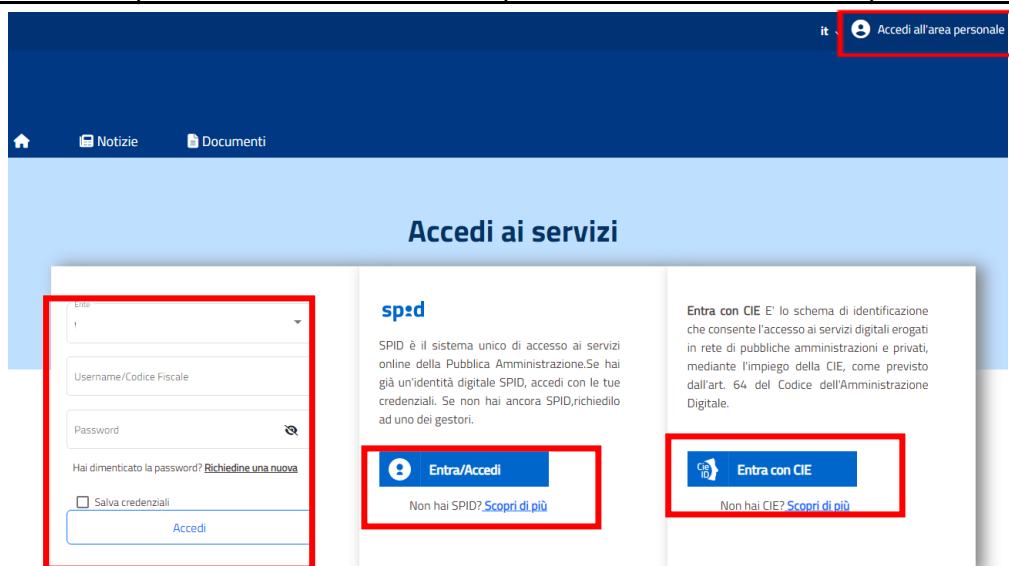 it
Accedi all'area personale
Notizie
Documenti
Accedi ai servizi
Ente
Username/Codice Fiscale
Password
Hai dimenticato la password? Richiedine una nuova
Salva credenziali
Accedi
spid
SPID è il sistema unico di accesso ai servizi
online della Pubblica Amministrazione.Se hai
già un'identità digitale SPID, accedi con le tue
credenziali. Se non hai ancora SPID,richiedilo
ad uno dei gestori.
Entra/Accedi
Non hai SPID? Scopri di più
Entra con CIE E' lo schema di identificazione
che consente l'accesso ai servizi digitali erogati
in rete di pubbliche amministrazioni e privati,
mediante l'impiego della CIE, come previsto
dall'art. 64 del Codice dell'Amministrazione
Digitale.
Cie
ID
Entra con CIE
Non hai CIE? Scopri di più